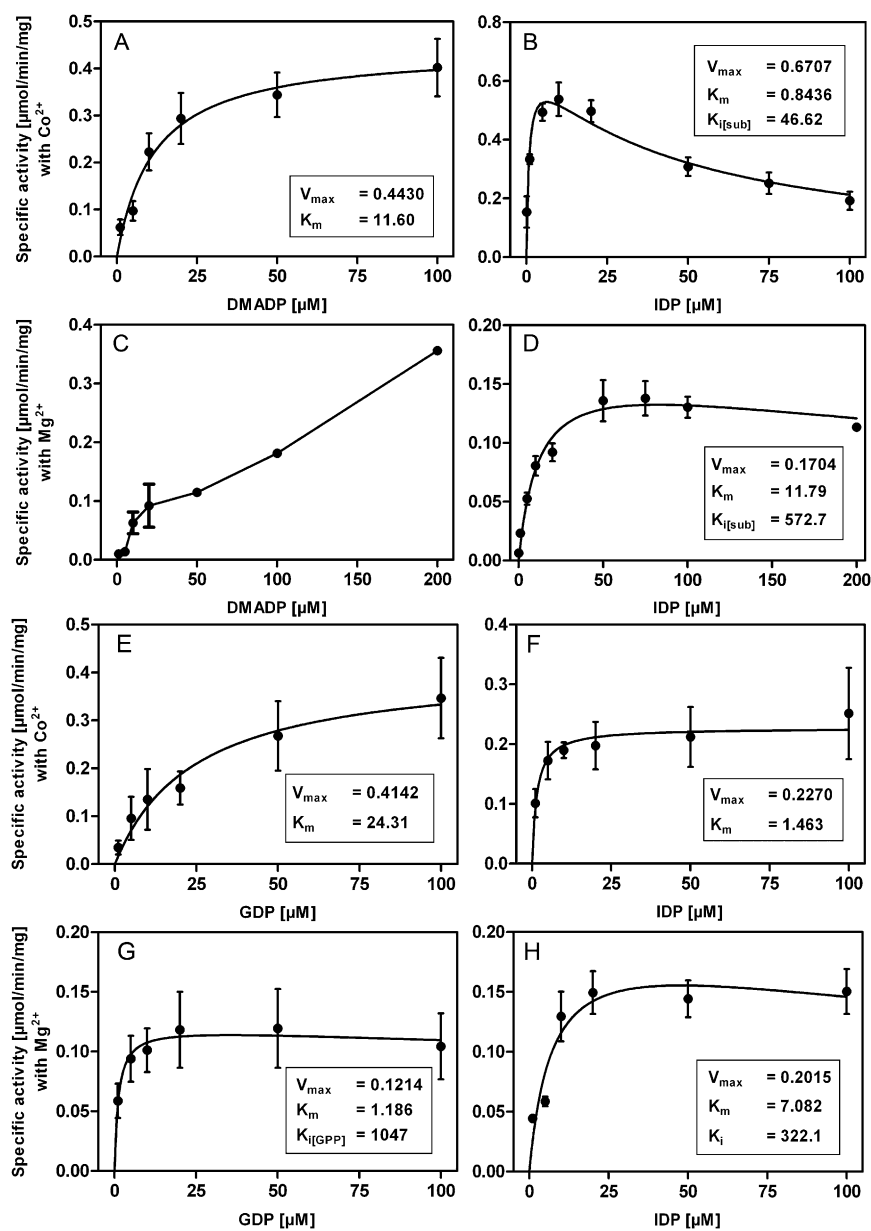 A
Specific activity [µmol/min/mg]
with Co²⁺
0.5
0.4
0.3
0.2
0.1
0.0
Vmax = 0.4430
Km = 11.60
0 25 50 75 100
DMADP [µM]
B
0.8
0.6
0.4
0.2
0.0
Vmax = 0.6707
Km = 0.8436
Ki[sub] = 46.62
0 25 50 75 100
IDP [µM]
C
Specific activity [µmol/min/mg]
with Mg²⁺
0.4
0.3
0.2
0.1
0.0
0 50 100 150 200
DMADP [µM]
D
0.20
0.15
0.10
0.05
0.00
Vmax = 0.1704
Km = 11.79
Ki[sub] = 572.7
0 50 100 150 200
IDP [µM]
E
Specific activity [µmol/min/mg]
with Co²⁺
0.5
0.4
0.3
0.2
0.1
0.0
Vmax = 0.4142
Km = 24.31
0 25 50 75 100
GDP [µM]
F
0.4
0.3
0.2
0.1
0.0
Vmax = 0.2270
Km = 1.463
0 25 50 75 100
IDP [µM]
G
Specific activity [µmol/min/mg]
with Mg²⁺
0.20
0.15
0.10
0.05
0.00
Vmax = 0.1214
Km = 1.186
Ki[GPP] = 1047
0 25 50 75 100
GDP [µM]
H
0.20
0.15
0.10
0.05
0.00
Vmax = 0.2015
Km = 7.082
Ki = 322.1
0 25 50 75 100
IDP [µM]